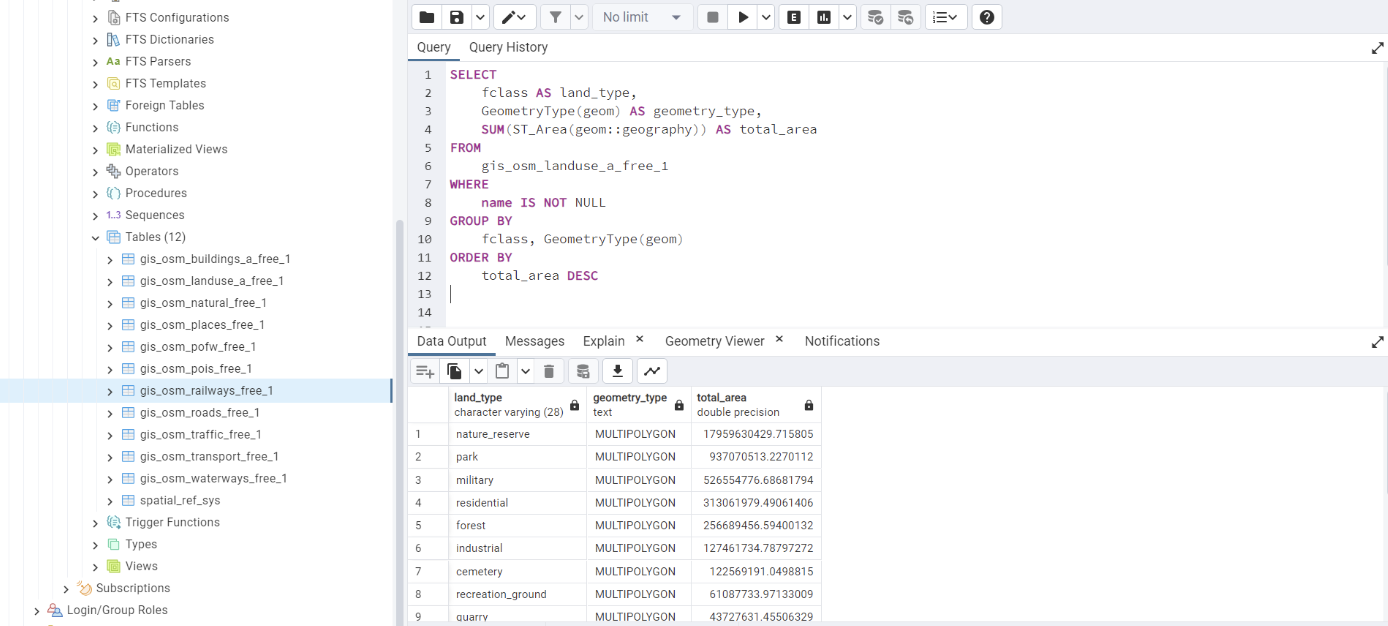 FTS Configurations
FTS Dictionaries
Aa FTS Parsers
FTS Templates
Foreign Tables
Functions
Materialized Views
Operators
Procedures
1..3 Sequences
Tables (12)
gis_osm_buildings_a_free_1
gis_osm_landuse_a_free_1
gis_osm_natural_free_1
gis_osm_places_free_1
gis_osm_pofw_free_1
gis_osm_pois_free_1
gis_osm_railways_free_1
gis_osm_roads_free_1
gis_osm_traffic_free_1
gis_osm_transport_free_1
gis_osm_waterways_free_1
spatial_ref_sys
Trigger Functions
Types
Views
Subscriptions
Login/Group Roles
No limit
E
Query Query History
1 SELECT
2 fclass AS land_type,
3 GeometryType(geom) AS geometry_type,
4 SUM(ST_Area(geom::geography)) AS total_area
5 FROM
6 gis_osm_landuse_a_free_1
7 WHERE
8 name IS NOT NULL
9 GROUP BY
10 fclass, GeometryType(geom)
11 ORDER BY
12 total_area DESC
13
14
Data Output Messages Explain × Geometry Viewer × Notifications
land_type geometry_type total_area
character varying (28) text double precision
1 nature_reserve MULTIPOLYGON 17959630429.715805
2 park MULTIPOLYGON 937070513.2270112
3 military MULTIPOLYGON 526554776.68681794
4 residential MULTIPOLYGON 313061979.49061406
5 forest MULTIPOLYGON 256689456.59400132
6 industrial MULTIPOLYGON 127461734.78797272
7 cemetery MULTIPOLYGON 122569191.0498815
8 recreation_ground MULTIPOLYGON 61087733.97133009
9 quarry MULTIPOLYGON 43727631.45506329